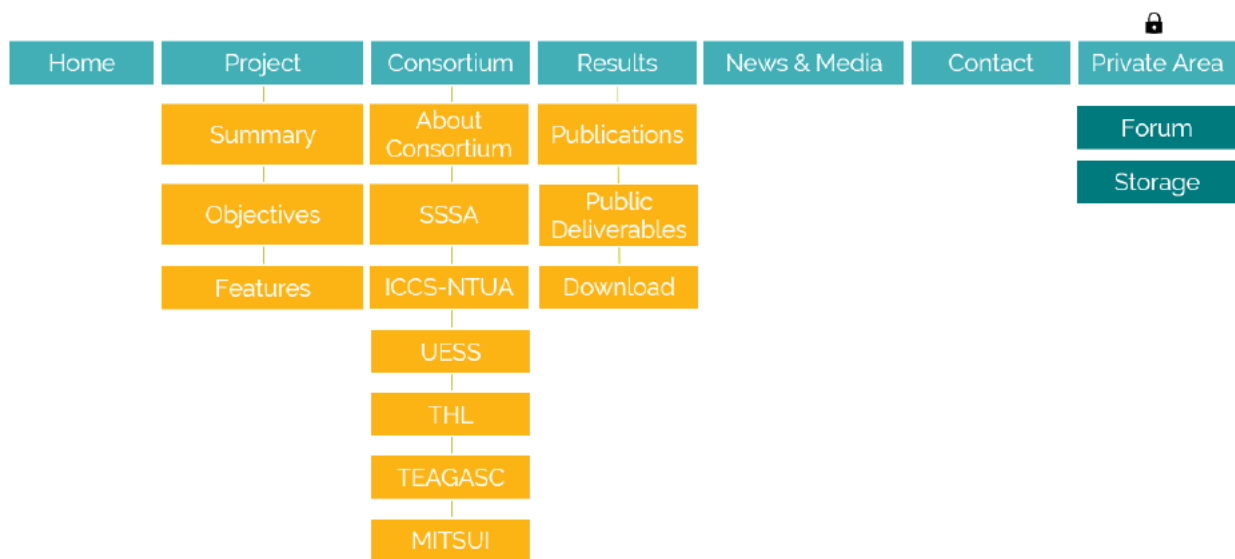 Home
Project
Consortium
Results
News & Media
Contact
Private Area
Summary
Objectives
Features
About
Consortium
SSSA
ICCS-NTUA
UESS
THL
TEAGASC
MITSUI
Publications
Public
Deliverables
Download
Forum
Storage